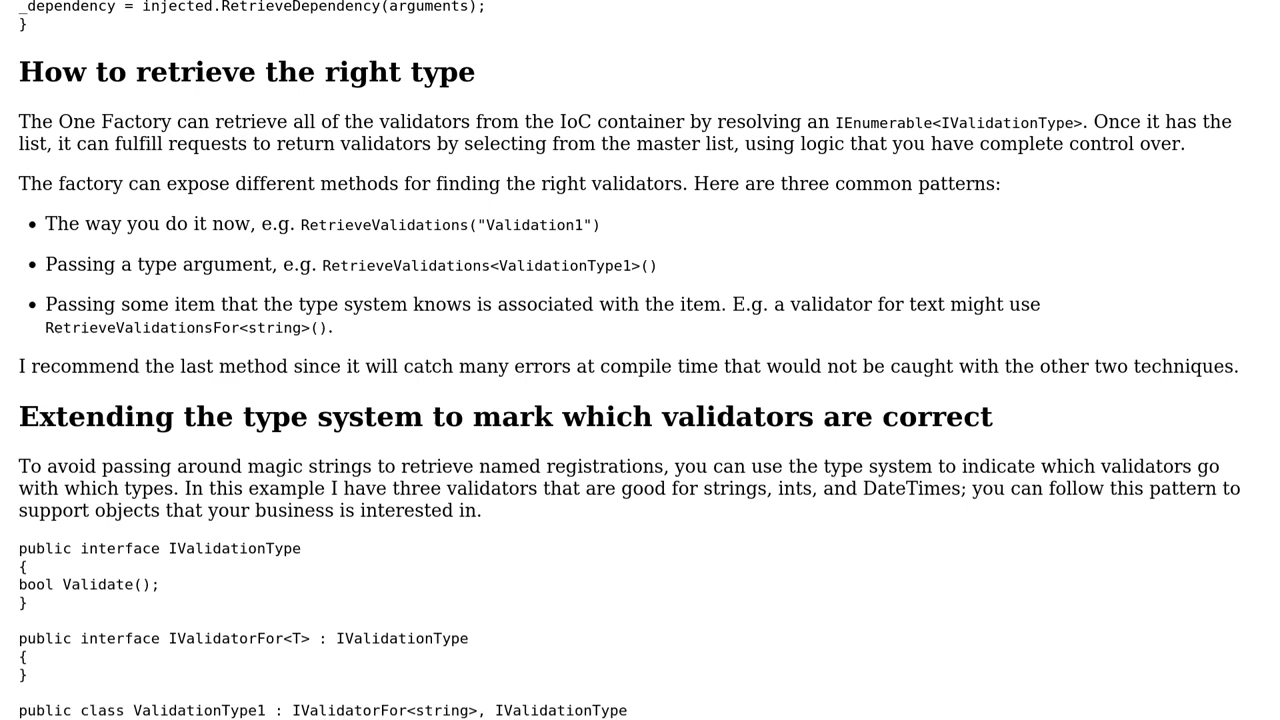 _dependency = injected.RetrieveDependency(arguments);
}
How to retrieve the right type
The One Factory can retrieve all of the validators from the IoC container by resolving an IEnumerable<IValidationType>. Once it has the
list, it can fulfill requests to return validators by selecting from the master list, using logic that you have complete control over.
The factory can expose different methods for finding the right validators. Here are three common patterns:
• The way you do it now, e.g. RetrieveValidations("Validation1")
• Passing a type argument, e.g. RetrieveValidations<ValidationType1>()
• Passing some item that the type system knows is associated with the item. E.g. a validator for text might use
RetrieveValidationsFor<string>().
I recommend the last method since it will catch many errors at compile time that would not be caught with the other two techniques.
Extending the type system to mark which validators are correct
To avoid passing around magic strings to retrieve named registrations, you can use the type system to indicate which validators go
with which types. In this example I have three validators that are good for strings, ints, and DateTimes; you can follow this pattern to
support objects that your business is interested in.
public interface IValidationType
{
bool Validate();
}
public interface IValidatorFor<T> : IValidationType
{
}
public class ValidationType1 : IValidatorFor<string>, IValidationType